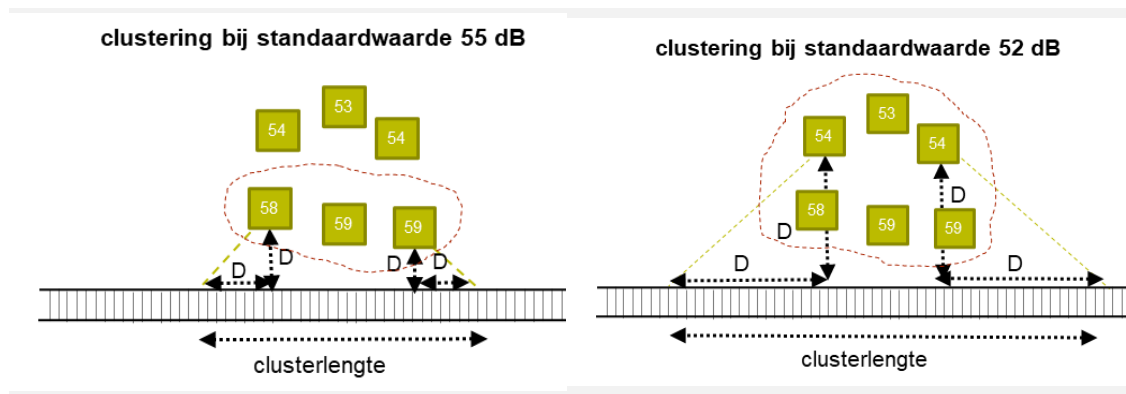 clustering bij standaardwaarde 55 dB
53
54
54
58
59
59
D
D
D
D
clusterlengte
clustering bij standaardwaarde 52 dB
53
54
54
58
59
59
D
D
D
D
clusterlengte